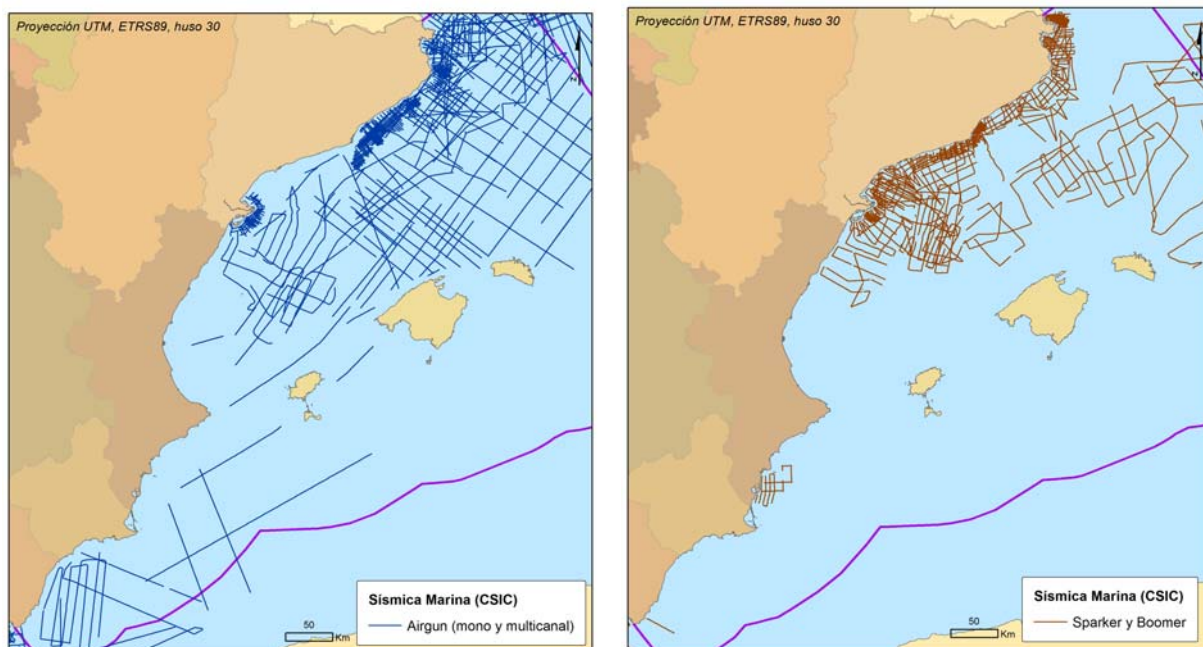 Proyección UTM, ETRS89, huso 30
50
Km
Sísmica Marina (CSIC)
Airgun (mono y multicanal)
Proyección UTM, ETRS89, huso 30
50
Km
Sísmica Marina (CSIC)
Sparker y Boomer